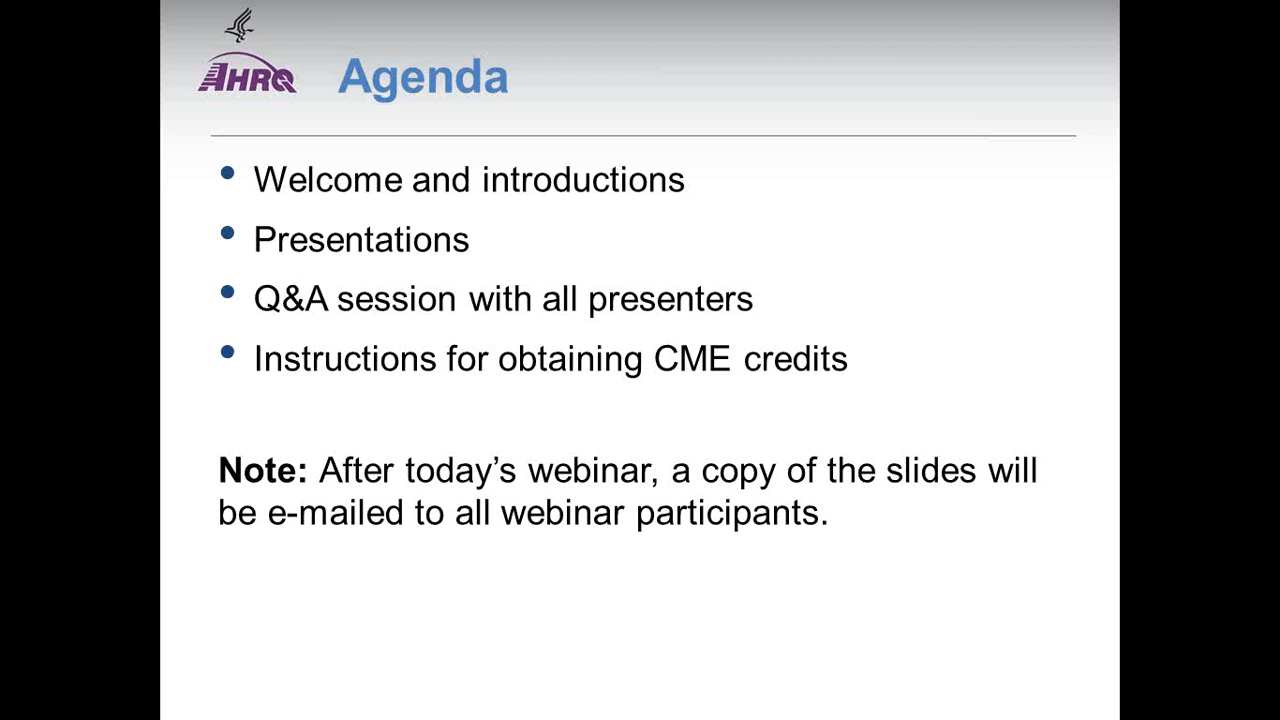 AHRQ
Agenda
• Welcome and introductions
• Presentations
• Q&A session with all presenters
• Instructions for obtaining CME credits
Note: After today’s webinar, a copy of the slides will
be e-mailed to all webinar participants.